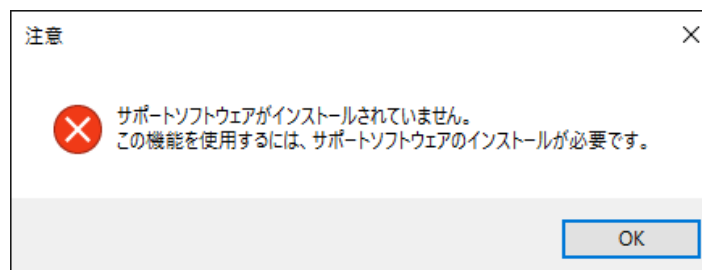 注意
サポートソフトウェアがインストールされていません。
この機能を使用するには、サポートソフトウェアのインストールが必要です。
OK